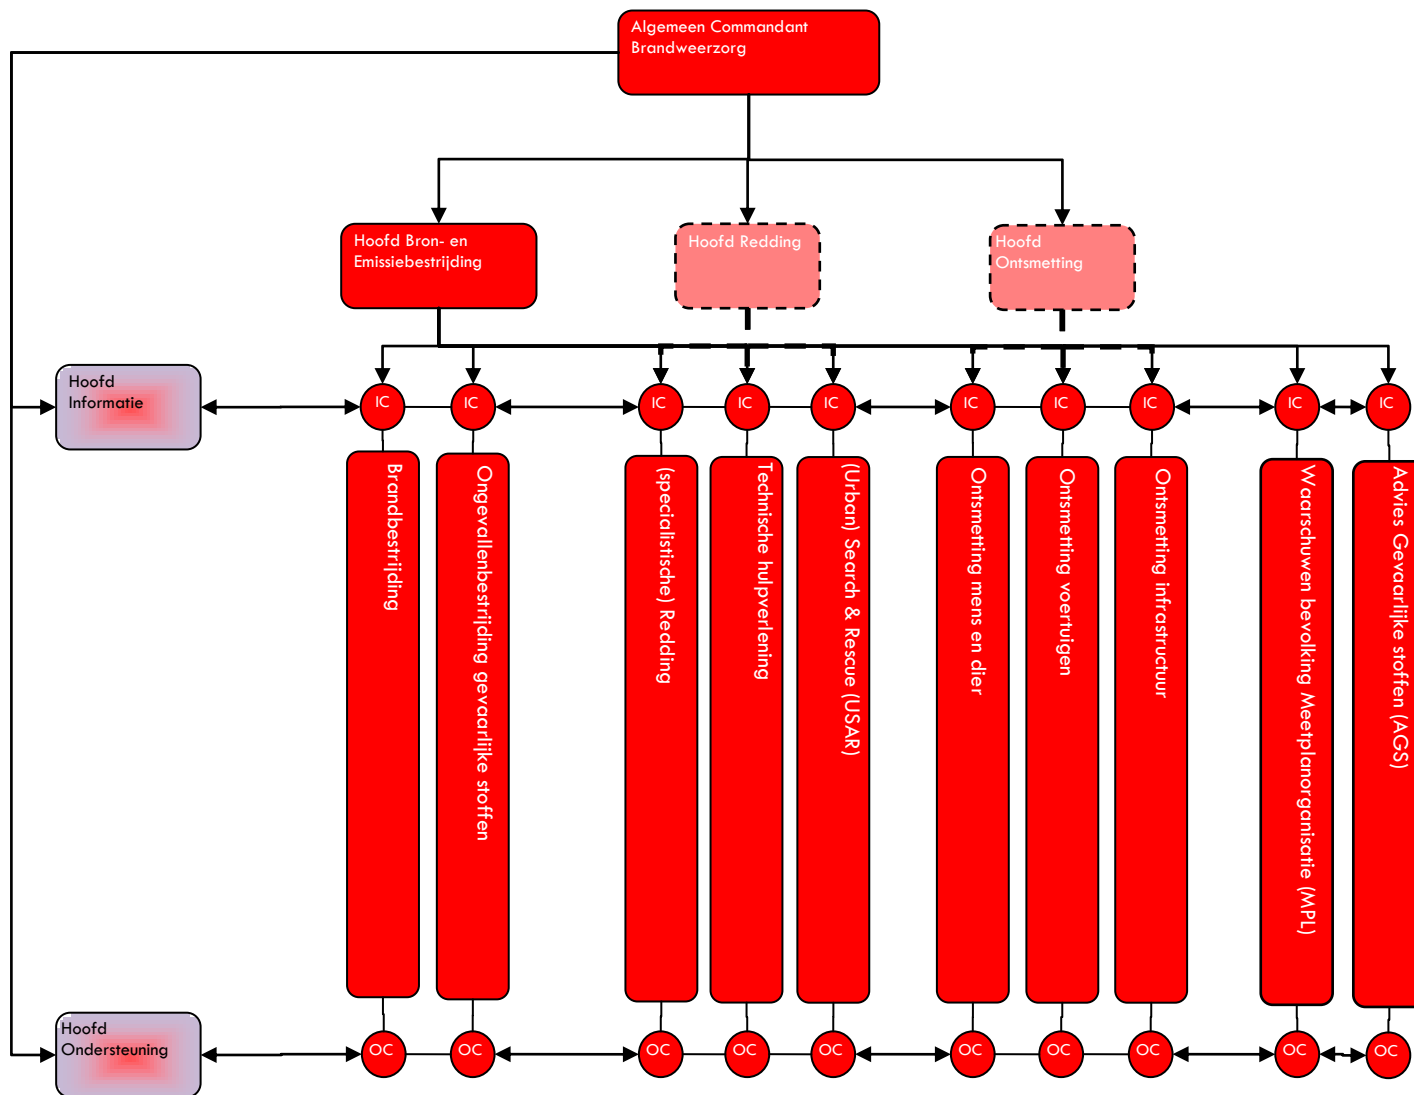 Algemeen Commandant
Brandweerzorg
Hoofd Bron- en
Emissiebestrijding
Hoofd Redding
Hoofd
Ontsmetting
Hoofd
Informatie
IC
IC
IC
IC
IC
IC
IC
IC
IC
IC
Brandbestrijding
Ongevallenbestrijding gevaarlijke stoffen
(specialistische) Redding
Technische hulpverlening
(Urban) Search & Rescue (USAR)
Ontsmetting mens en dier
Ontsmetting voertuigen
Ontsmetting infrastructuur
Waarschuwen bevolking Meetplanorganisatie (MPL)
Advies Gevaarlijke stoffen (AGS)
Hoofd
Ondersteuning
OC
OC
OC
OC
OC
OC
OC
OC
OC
OC